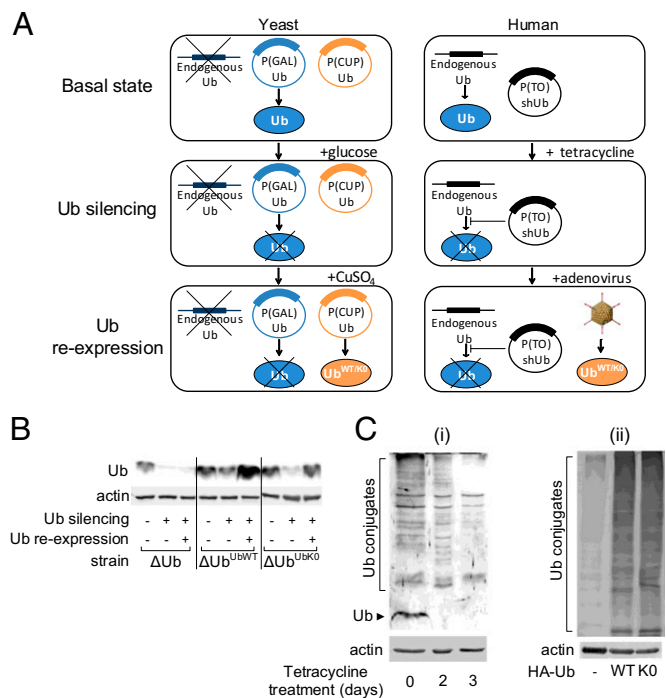 A
Yeast
Human
Basal state
Endogenous
Ub
P(GAL)
Ub
P(CUP)
Ub
Ub
Endogenous
Ub
P(TO)
shUb
Ub
+glucose
+ tetracycline
Ub silencing
Endogenous
Ub
P(GAL)
Ub
P(CUP)
Ub
Ub
Endogenous
Ub
P(TO)
shUb
Ub
+CuSO4
+adenovirus
Ub
re-expression
Endogenous
Ub
P(GAL)
Ub
P(CUP)
Ub
Ub
UbWT/K0
Endogenous
Ub
P(TO)
shUb
Ub
UbWT/K0
B
Ub
actin
Ub silencing - + + - + + - + +
Ub re-expression - - + - - + - - +
strain ΔUb ΔUbUbWT ΔUbUbK0
C
(i)
Ub conjugates
Ub
actin
Tetracycline
treatment (days) 0 2 3
(ii)
Ub conjugates
actin
HA-Ub - WT K0